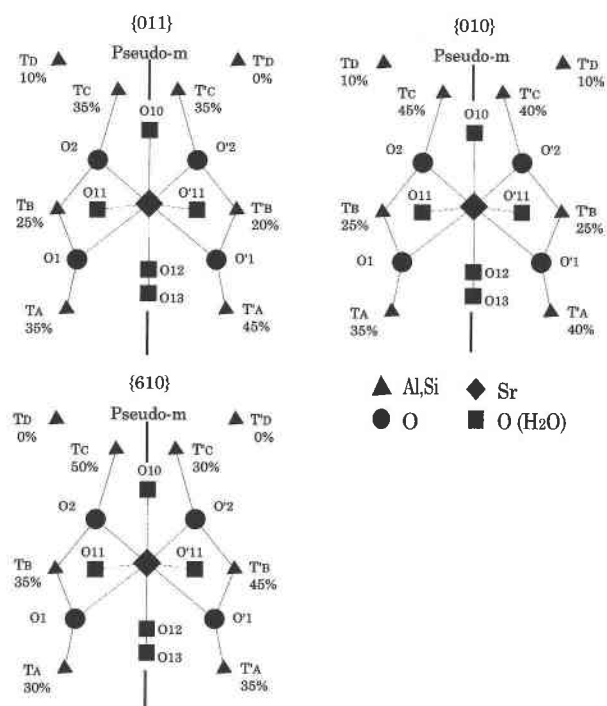 {011}
Pseudo-m
TD
10%
T'D
0%
TC
35%
T'C
35%
O10
O2
O'2
O11
O'11
TB
25%
T'B
20%
O1
O'1
O12
O13
TA
35%
T'A
45%
{010}
Pseudo-m
TD
10%
T'D
10%
TC
45%
T'C
40%
O10
O2
O'2
O11
O'11
TB
25%
T'B
25%
O1
O'1
O12
O13
TA
35%
T'A
40%
{610}
Pseudo-m
TD
0%
T'D
0%
TC
50%
T'C
30%
O10
O2
O'2
O11
O'11
TB
35%
T'B
45%
O1
O'1
O12
O13
TA
30%
T'A
35%
Al,Si
Sr
O
O (H2O)